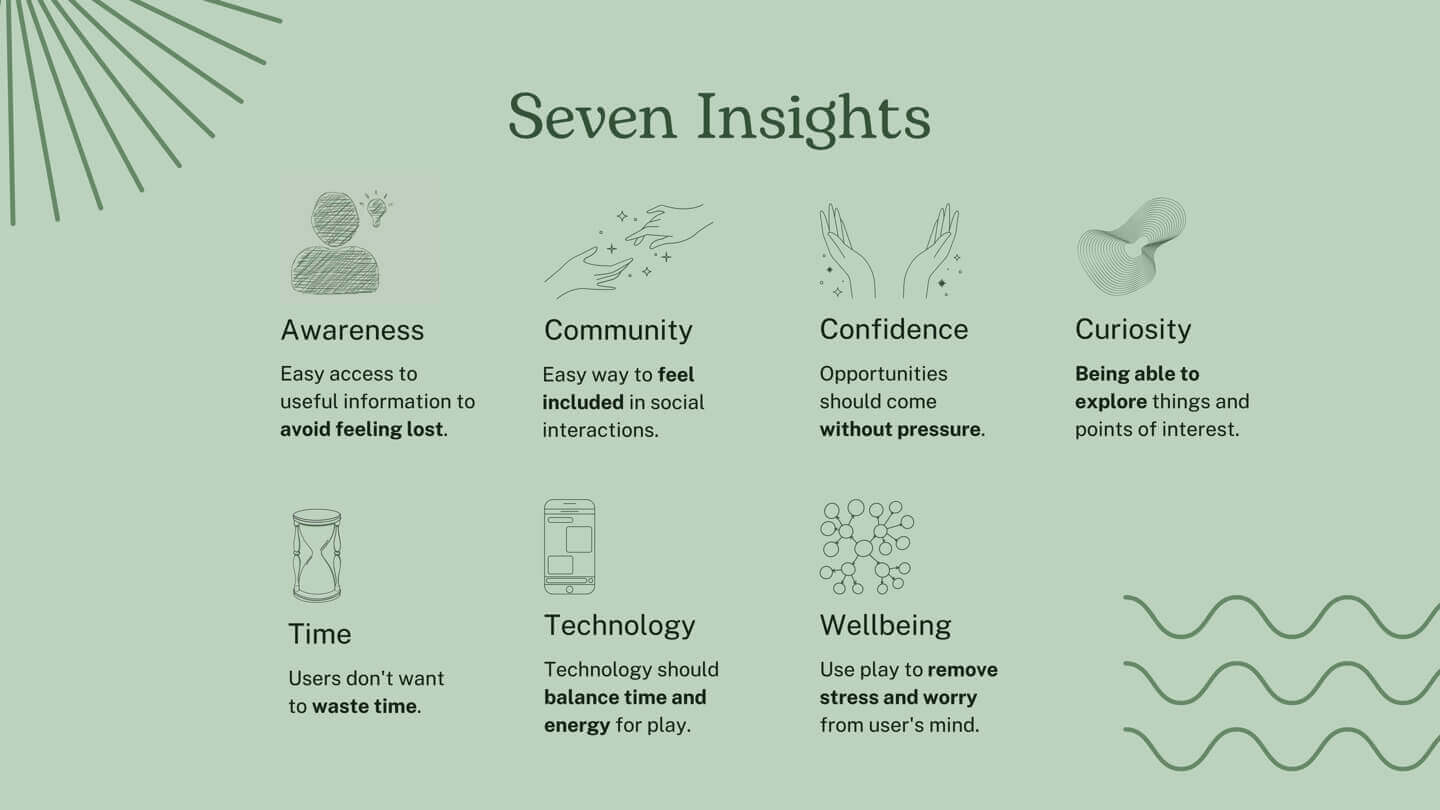 Seven Insights
Awareness
Easy access to
useful information to
avoid feeling lost.
Community
Easy way to feel
included in social
interactions.
Confidence
Opportunities
should come
without pressure.
Curiosity
Being able to
explore things and
points of interest.
Time
Users don't want
to waste time.
Technology
Technology should
balance time and
energy for play.
Wellbeing
Use play to remove
stress and worry
from user's mind.